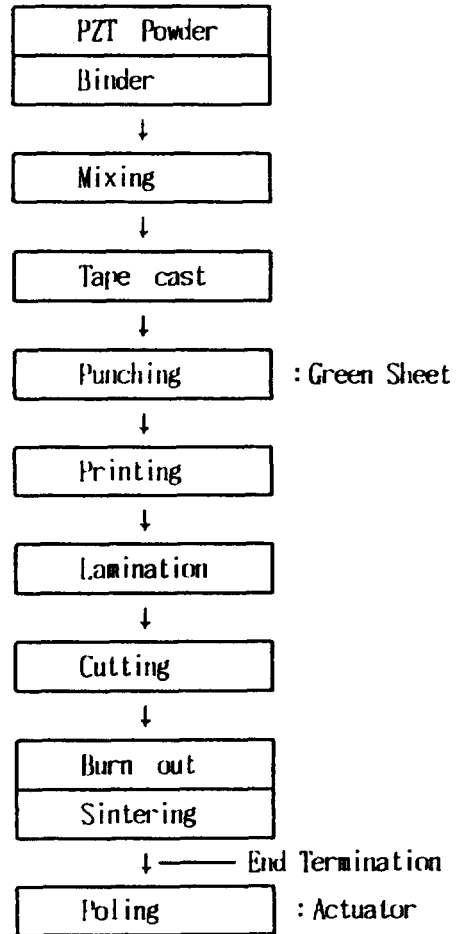 PZT Powder
Binder
↓
Mixing
↓
Tape cast
↓
Punching : Green Sheet
↓
Printing
↓
Lamination
↓
Cutting
↓
Burn out
Sintering
↓ End Termination
Poling : Actuator